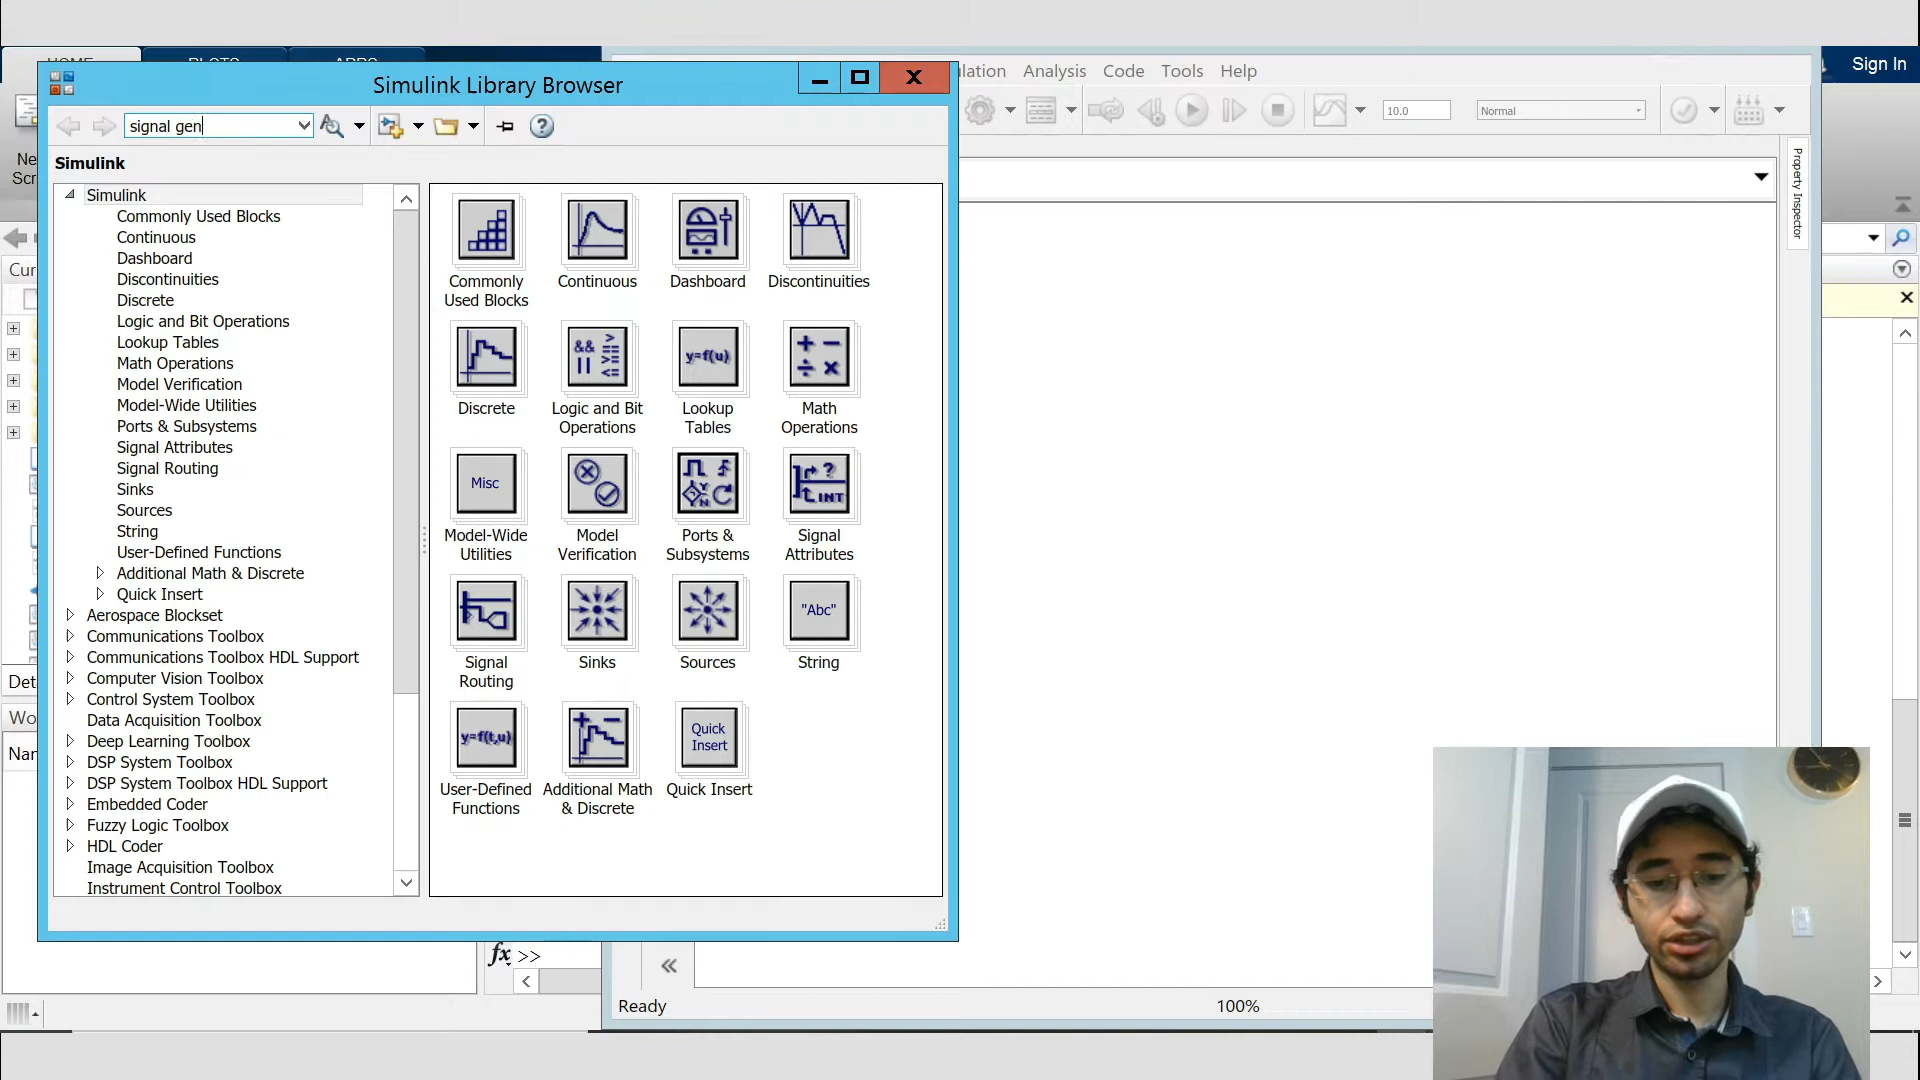 HOME PLOTS APPS
Simulink Library Browser
lation Analysis Code Tools Help
Sign In
signal gen
10.0
Normal
Ne
Scr
Simulink
Property Inspector
Cur
Simulink
Commonly Used Blocks
Continuous
Dashboard
Discontinuities
Discrete
Logic and Bit Operations
Lookup Tables
Math Operations
Model Verification
Model-Wide Utilities
Ports & Subsystems
Signal Attributes
Signal Routing
Sinks
Sources
String
User-Defined Functions
Additional Math & Discrete
Quick Insert
Aerospace Blockset
Communications Toolbox
Communications Toolbox HDL Support
Computer Vision Toolbox
Control System Toolbox
Data Acquisition Toolbox
Deep Learning Toolbox
DSP System Toolbox
DSP System Toolbox HDL Support
Embedded Coder
Fuzzy Logic Toolbox
HDL Coder
Image Acquisition Toolbox
Instrument Control Toolbox
Commonly
Used Blocks
Continuous
Dashboard
Discontinuities
&& >
== 
|| >=
<=
y=f(u)
+ −
÷ ×
Discrete
Logic and Bit
Operations
Lookup
Tables
Math
Operations
Misc
Y
N
?
INT
Model-Wide
Utilities
Model
Verification
Ports &
Subsystems
Signal
Attributes
"Abc"
Signal
Routing
Sinks
Sources
String
y=f(t,u)
+ −
Quick
Insert
User-Defined
Functions
Additional Math
& Discrete
Quick Insert
Det
Wo
Nan
fx >>
Ready
100%